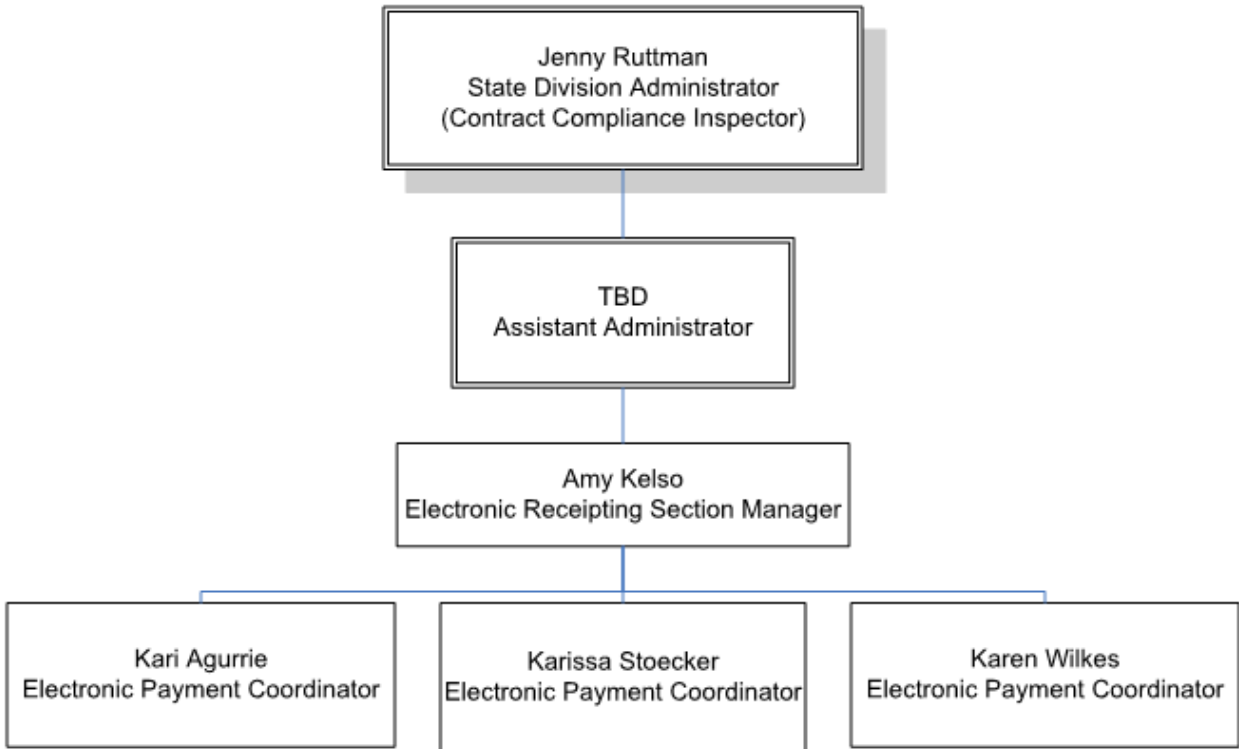 Jenny Ruttman
State Division Administrator
(Contract Compliance Inspector)
TBD
Assistant Administrator
Amy Kelso
Electronic Receipting Section Manager
Kari Agurrie
Electronic Payment Coordinator
Karissa Stoecker
Electronic Payment Coordinator
Karen Wilkes
Electronic Payment Coordinator